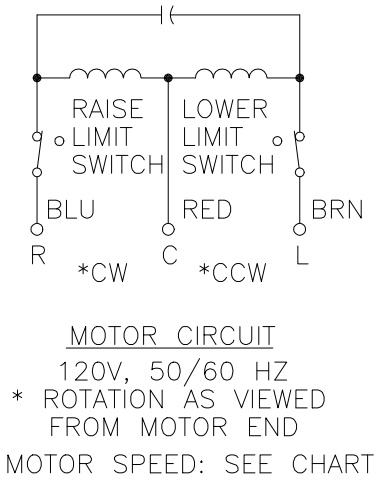 RAISE LOWER
LIMIT LIMIT
SWITCH SWITCH
BLU RED BRN
R C L
*CW *CCW
MOTOR CIRCUIT
120V, 50/60 HZ
* ROTATION AS VIEWED
FROM MOTOR END
MOTOR SPEED: SEE CHART